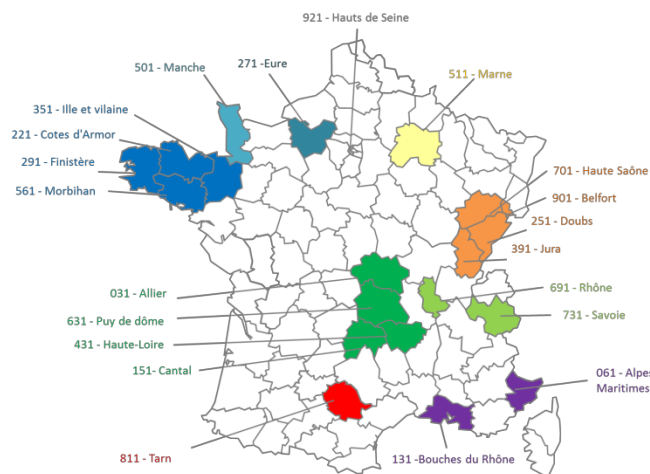 921 - Hauts de Seine
501 - Manche
271 -Eure
511 - Marne
351 - Ille et vilaine
221 - Cotes d'Armor
291 - Finistère
561 - Morbihan
701 - Haute Saône
901 - Belfort
251 - Doubs
391 - Jura
031 - Allier
691 - Rhône
631 - Puy de dôme
731 - Savoie
431 - Haute-Loire
151- Cantal
061 - Alpes
Maritimes
811 - Tarn
131 -Bouches du Rhône